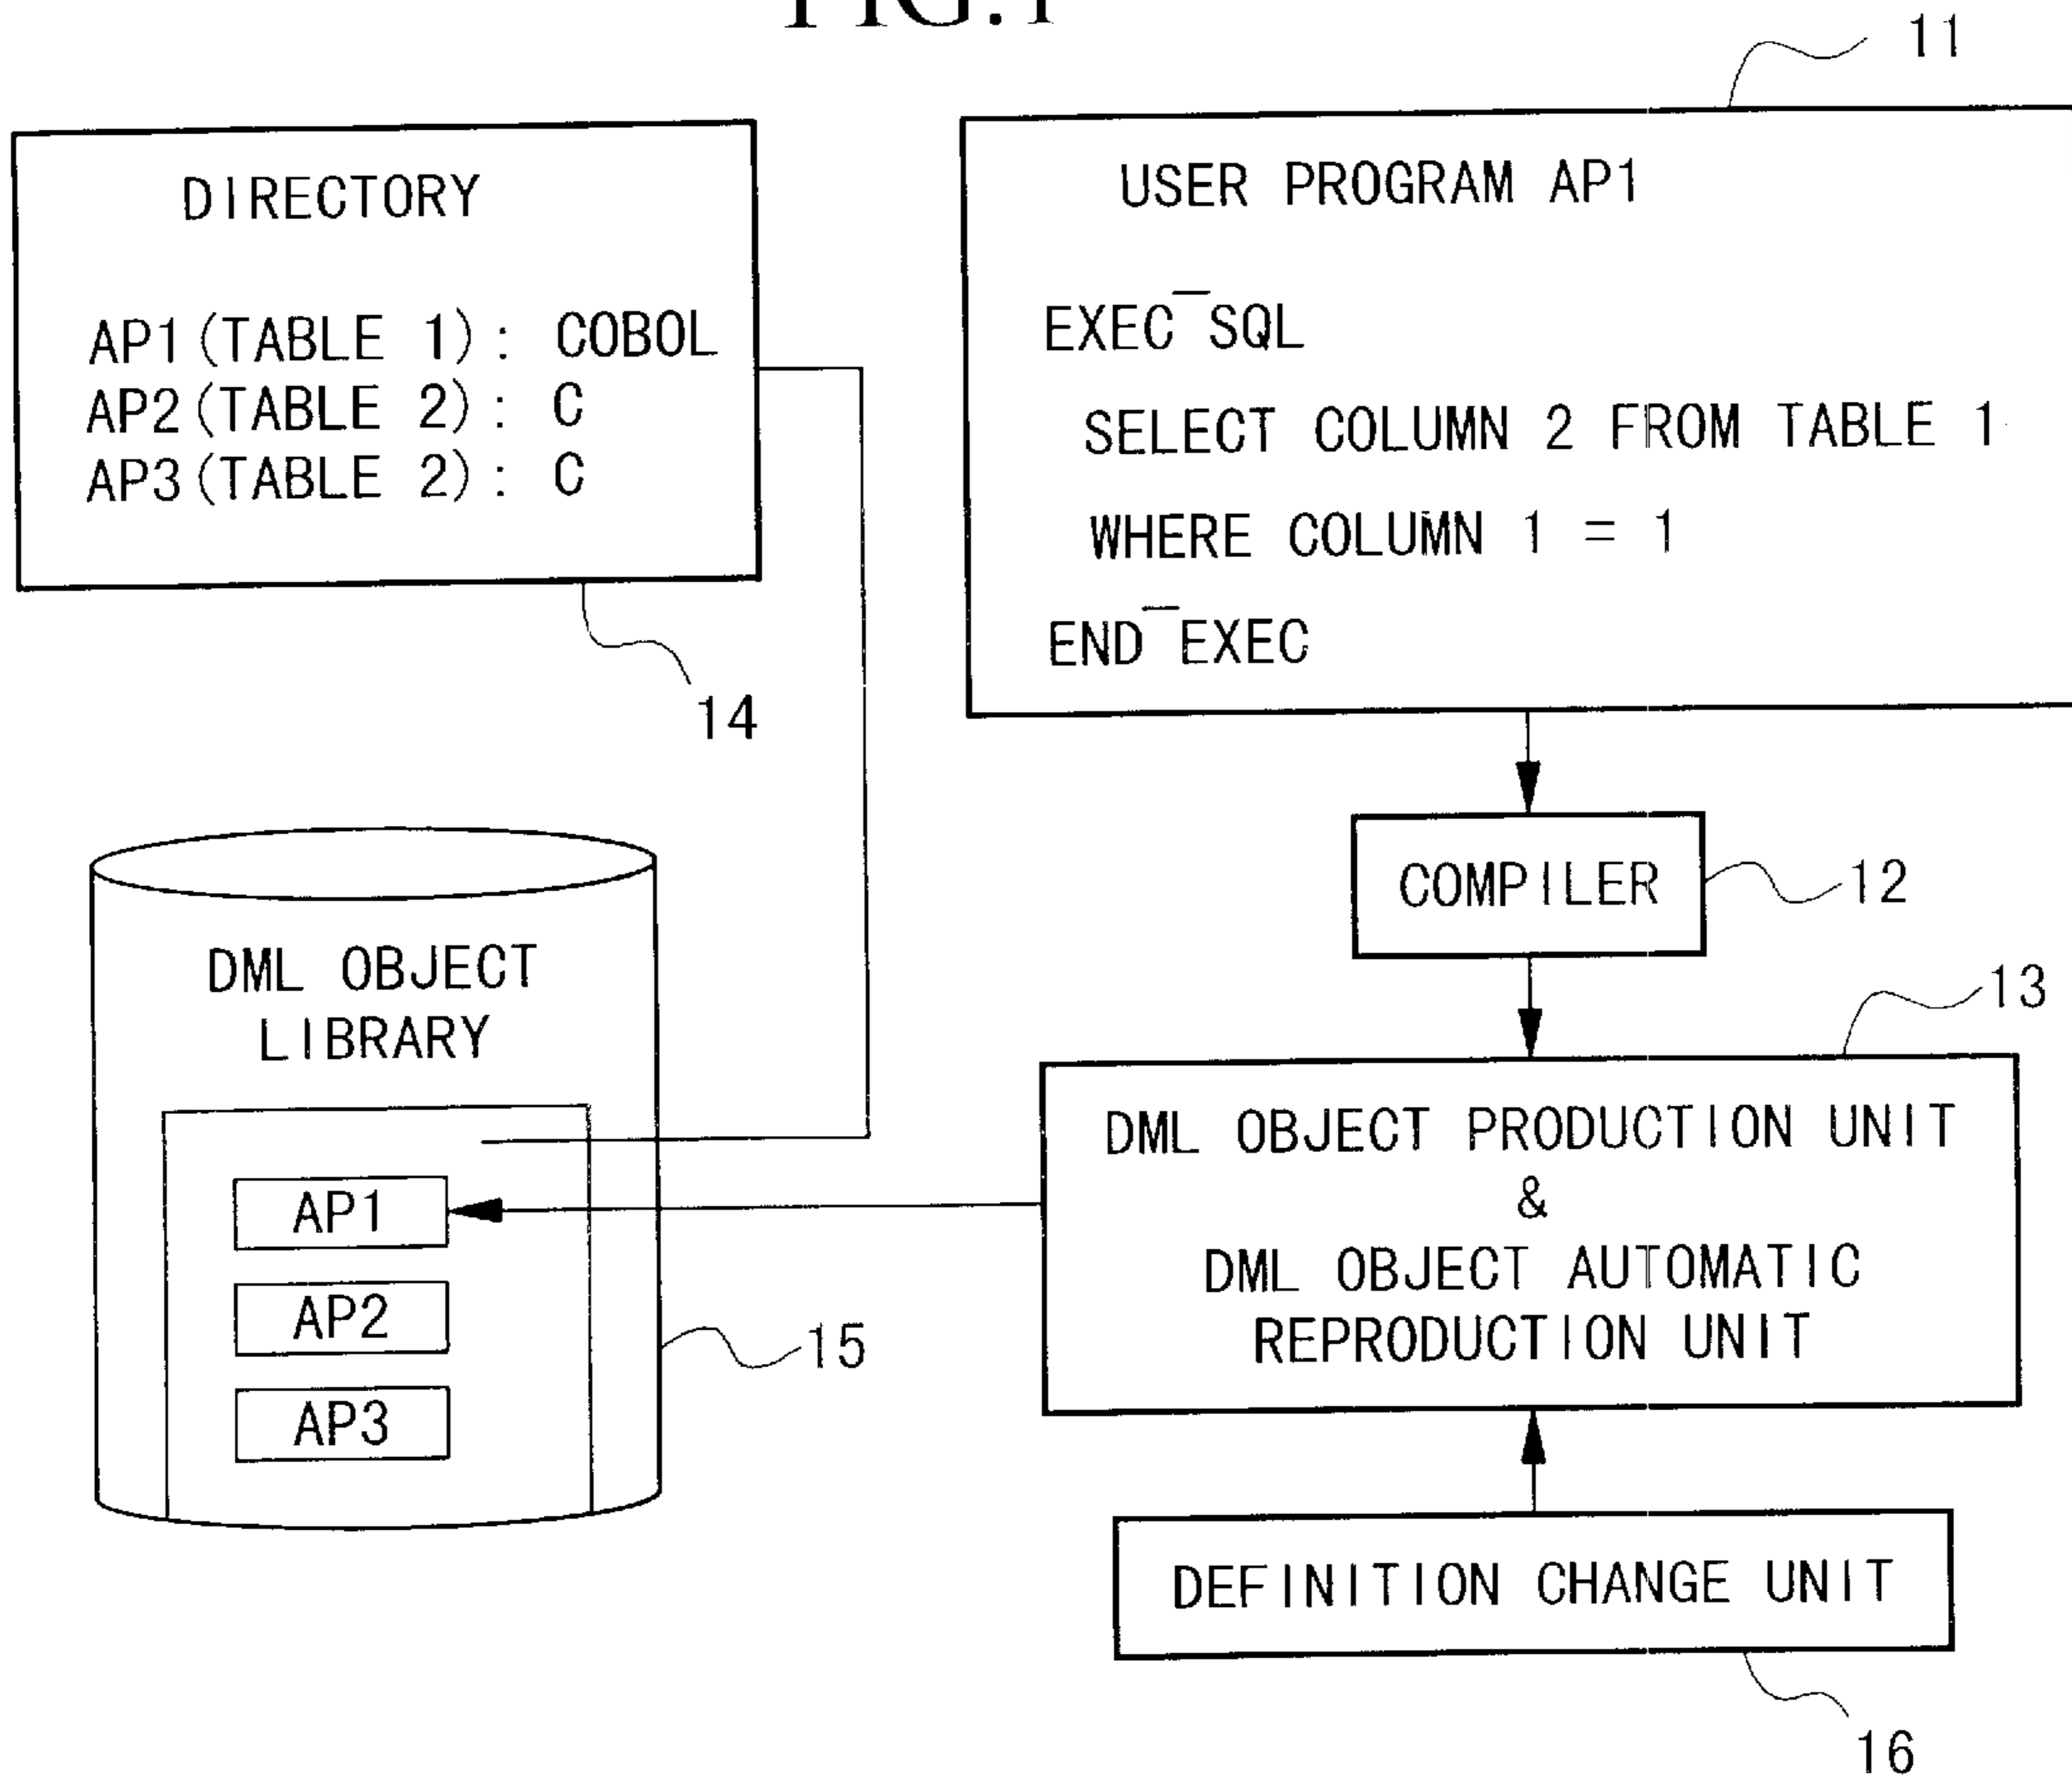 FIG.1
11
DIRECTORY
AP1(TABLE 1): COBOL
AP2(TABLE 2): C
AP3(TABLE 2): C
14
USER PROGRAM AP1
EXEC¯SQL
SELECT COLUMN 2 FROM TABLE 1
WHERE COLUMN 1 = 1
END¯EXEC
COMPILER
12
13
DML OBJECT
LIBRARY
AP1
AP2
AP3
15
DML OBJECT PRODUCTION UNIT
&
DML OBJECT AUTOMATIC
REPRODUCTION UNIT
DEFINITION CHANGE UNIT
16